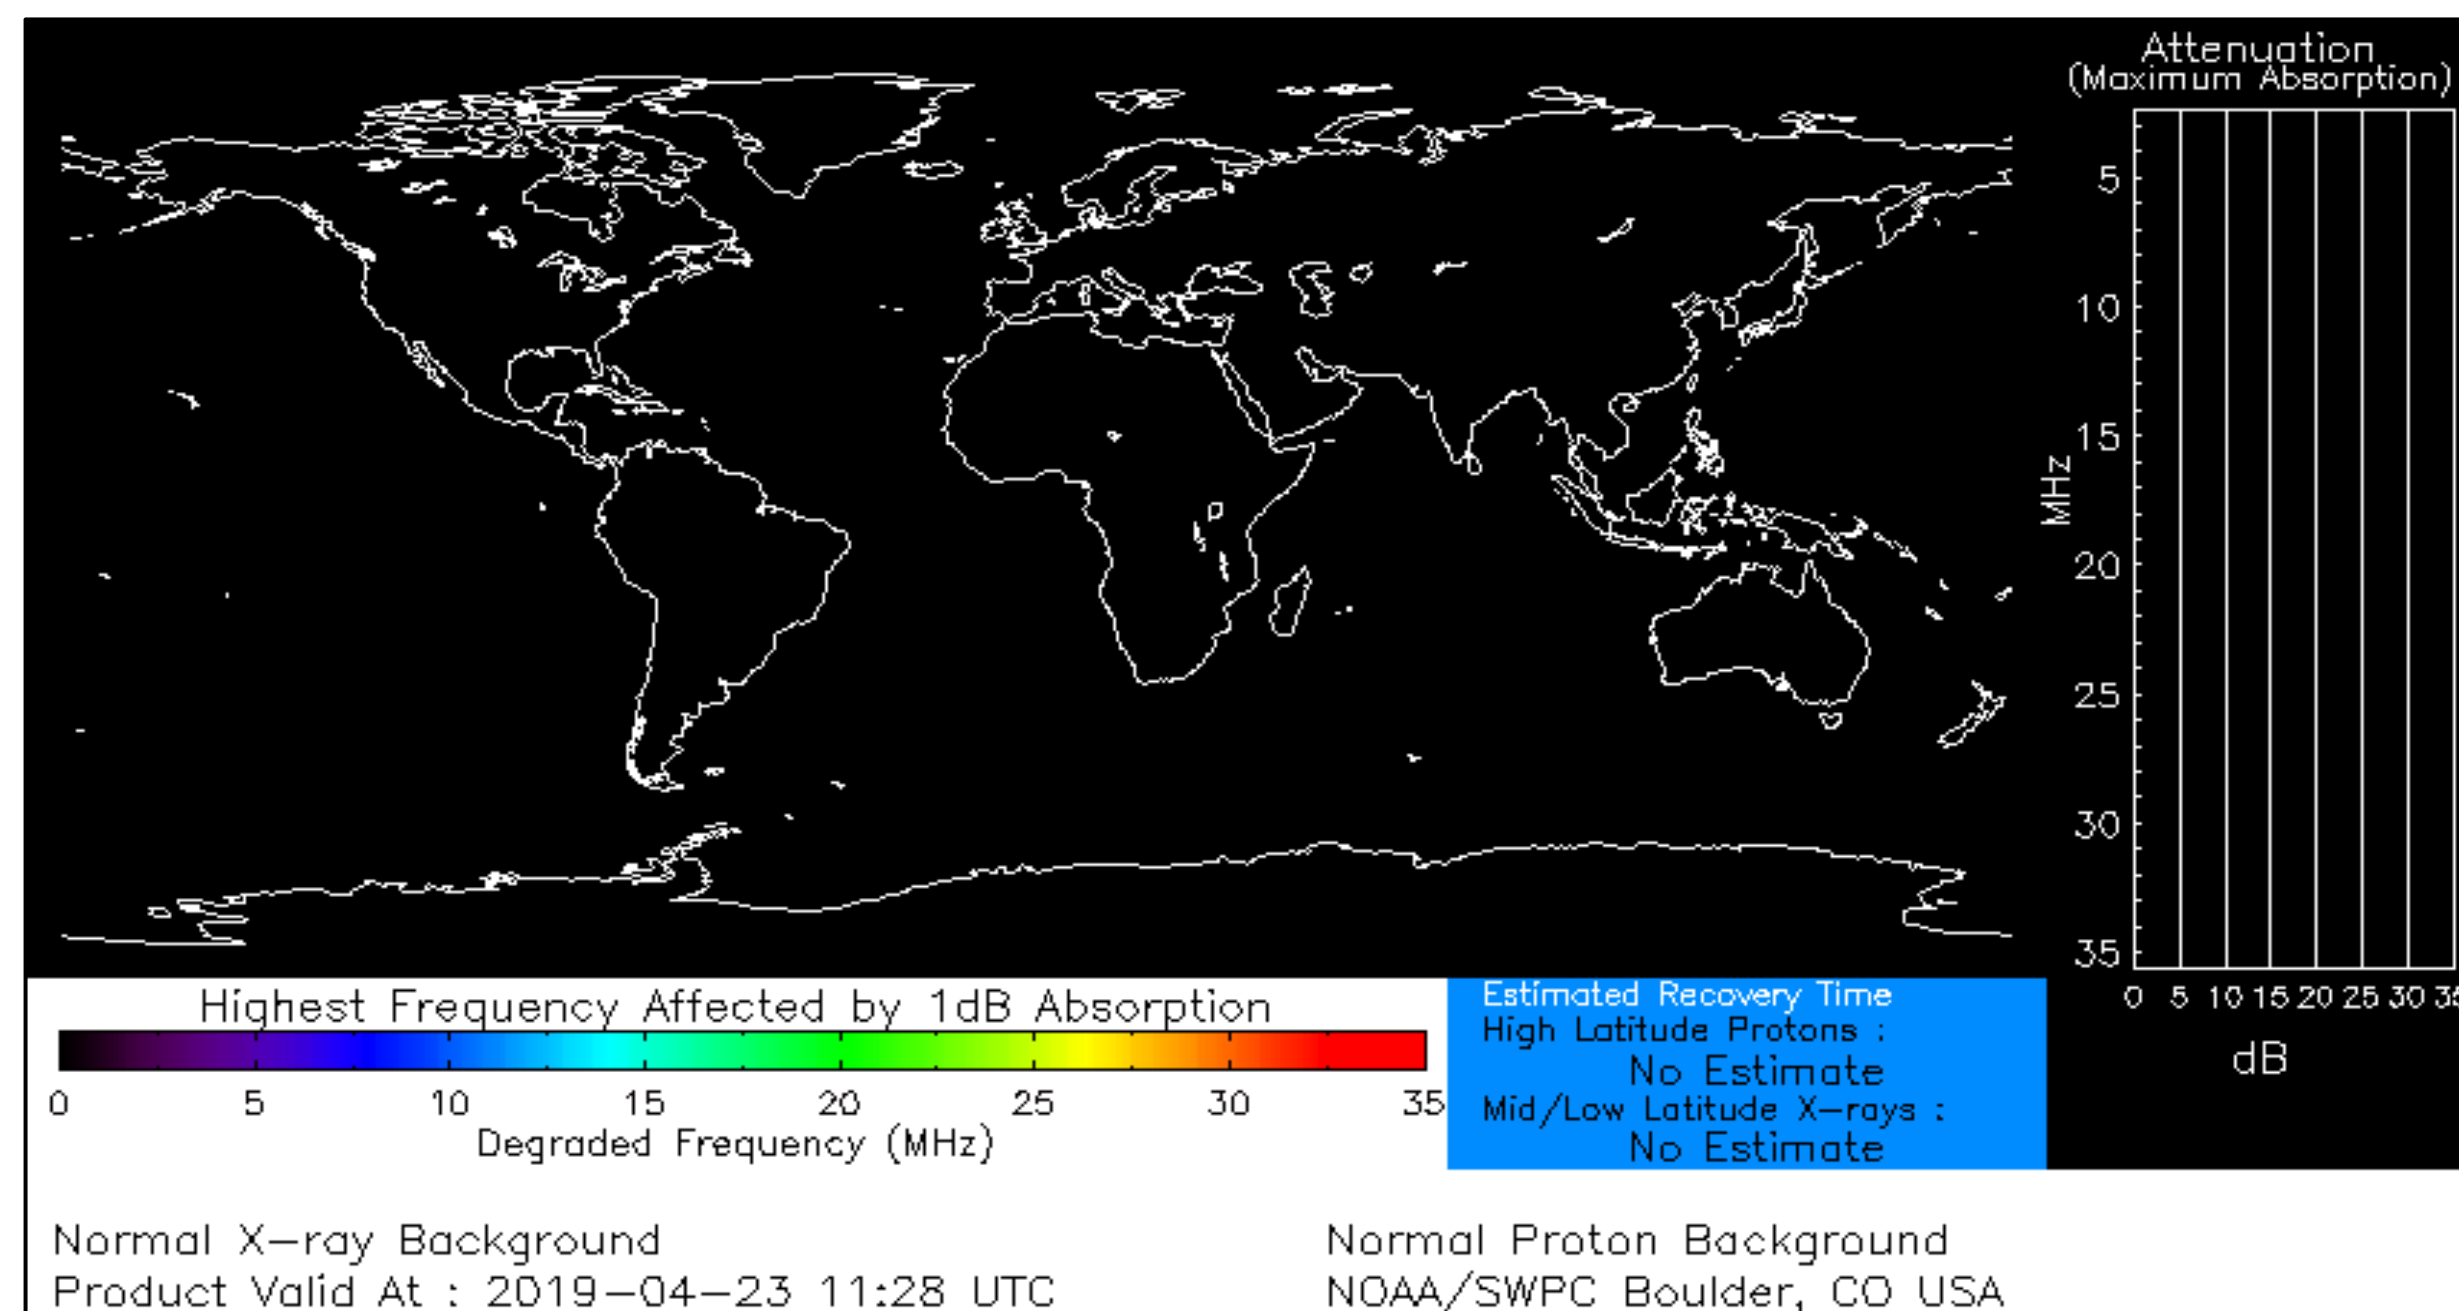 Attenuation
(Maximum Absorption)
5
10
15
20
25
30
35
MHz
0 5 10 15 20 25 30
dB
Highest Frequency Affected by 1dB Absorption
0 5 10 15 20 25 30 35
Degraded Frequency (MHz)
Estimated Recovery Time
High Latitude Protons :
No Estimate
Mid/Low Latitude X-rays :
No Estimate
Normal X-ray Background
Normal Proton Background
Product Valid At : 2019-04-23 11:28 UTC
NOAA/SWPC Boulder, CO USA